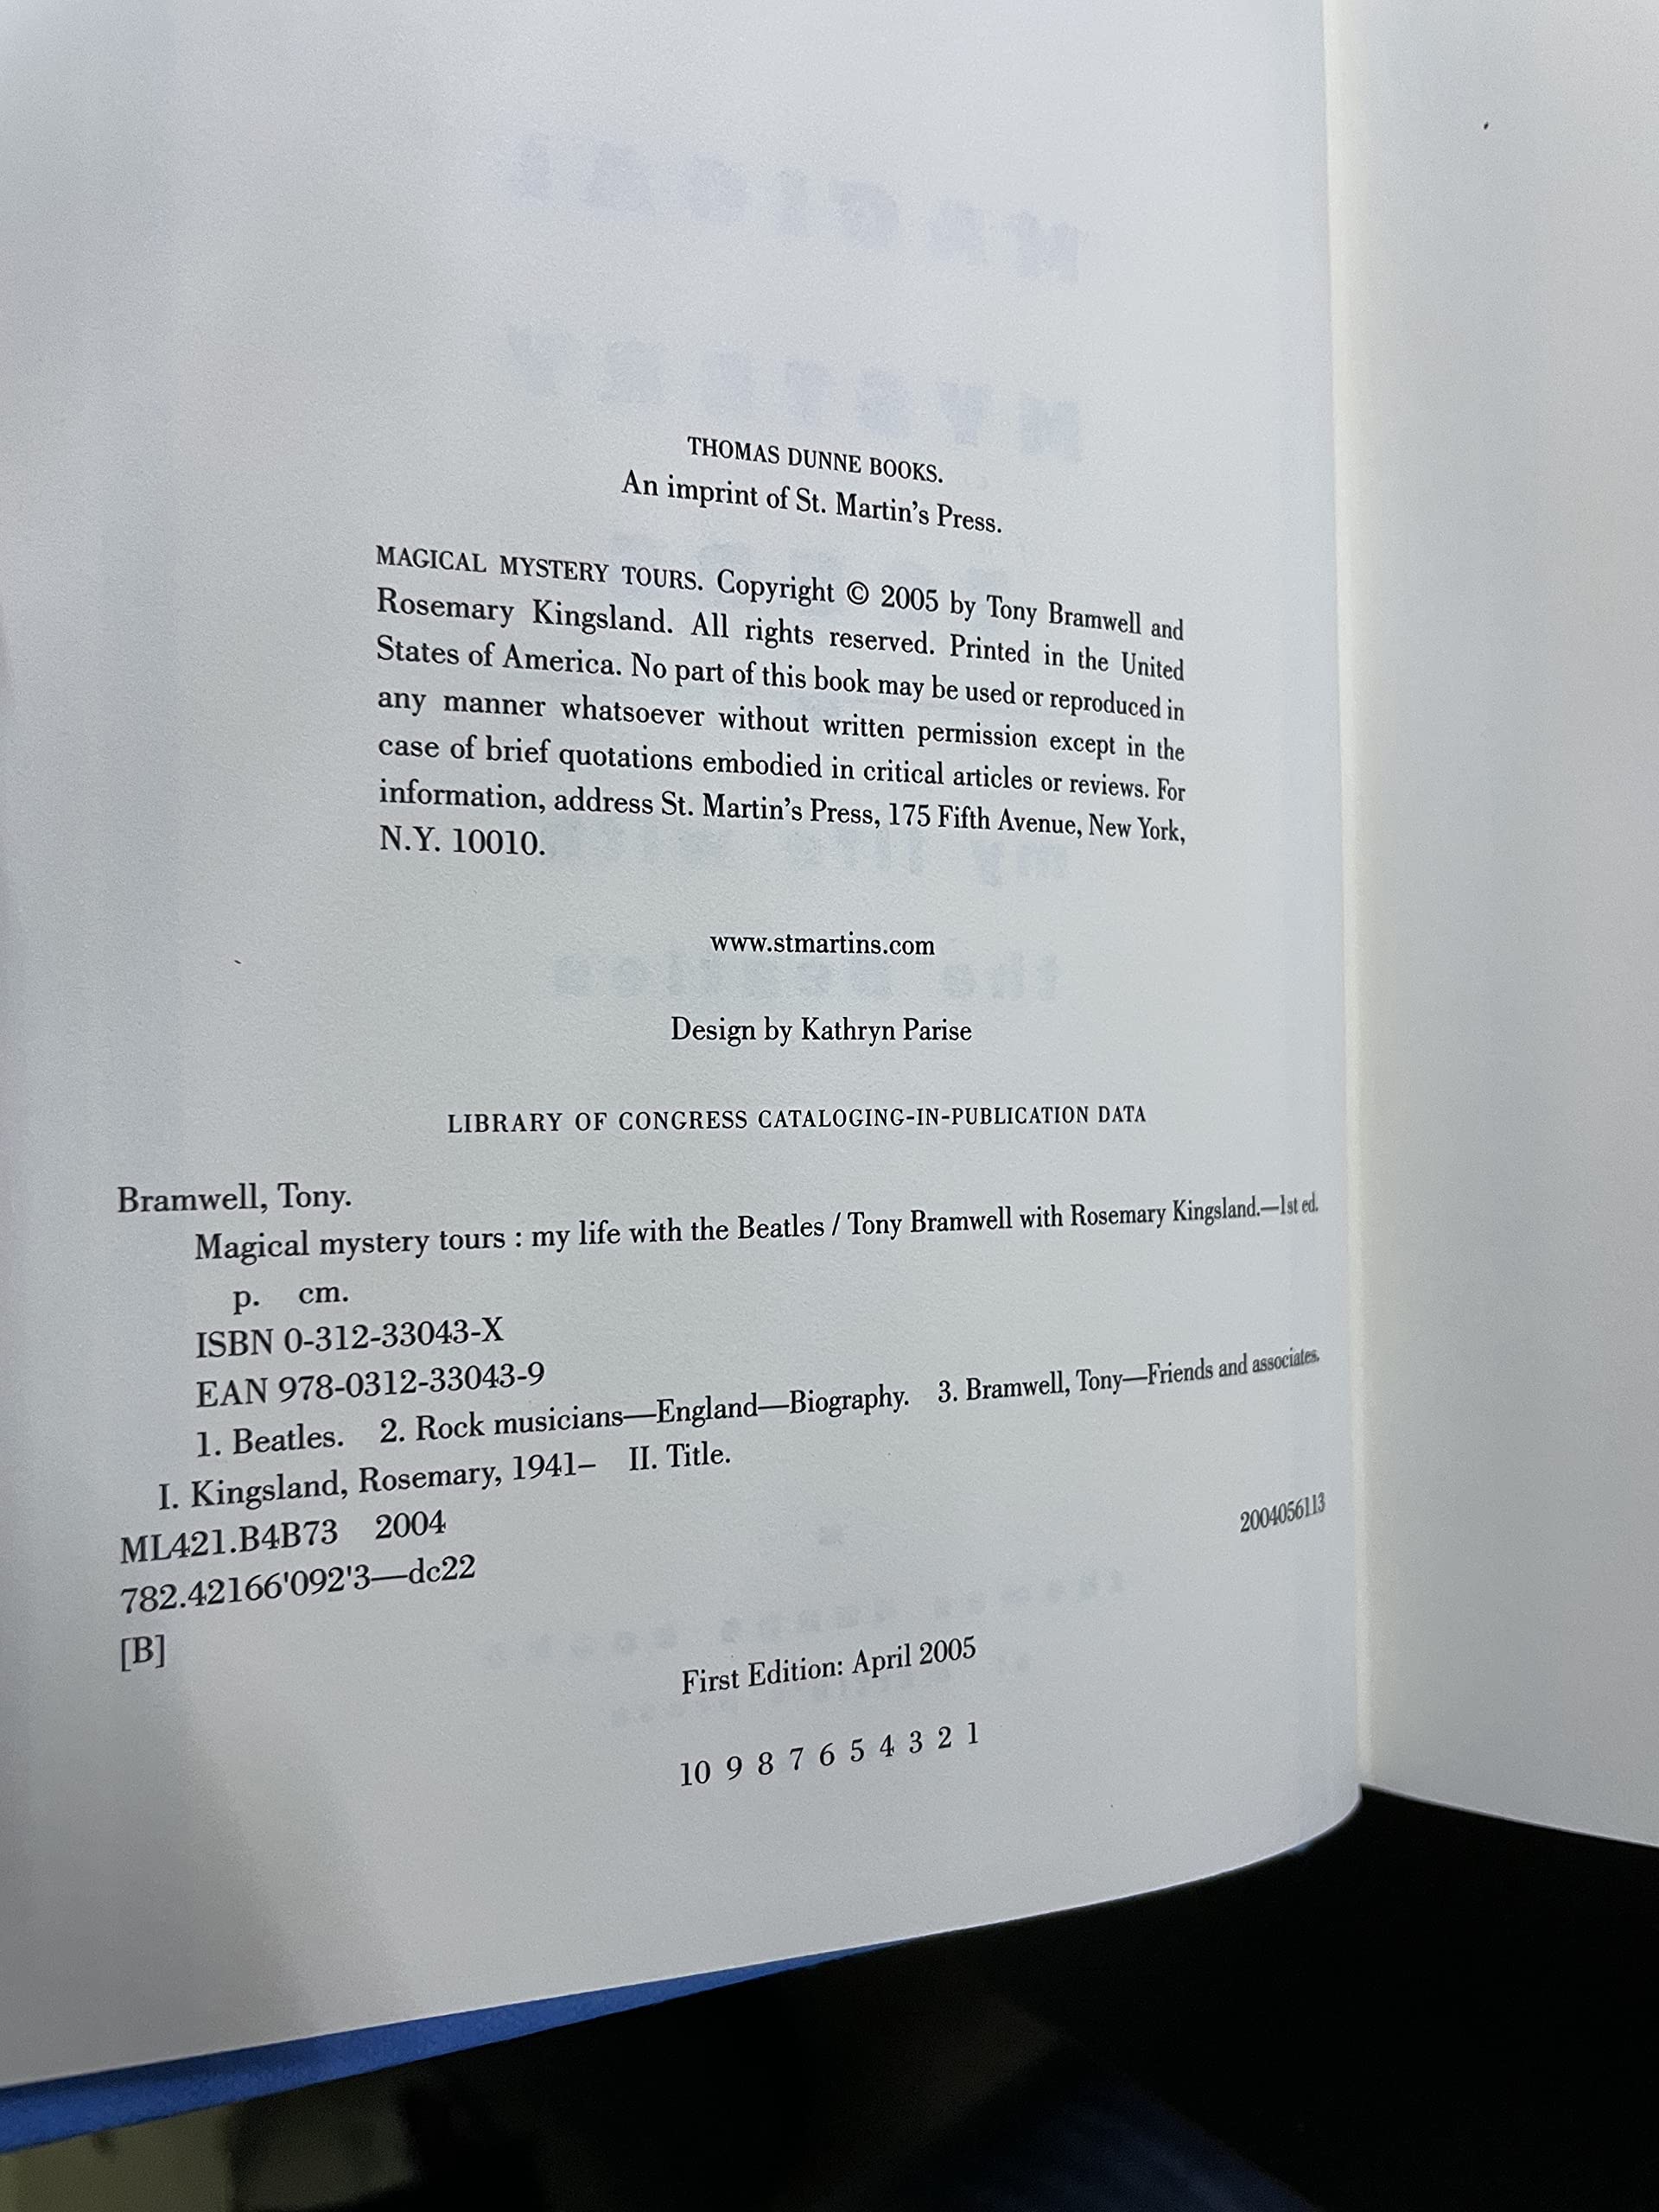 THOMAS DUNNE BOOKS.
An imprint of St. Martin's Press.
MAGICAL MYSTERY TOURS. Copyright © 2005 by Tony Bramwell and
Rosemary Kingsland. All rights reserved. Printed in the United
States of America. No part of this book may be used or reproduced in
any manner whatsoever without written permission except in the
case of brief quotations embodied in critical articles or reviews. For
information, address St. Martin's Press, 175 Fifth Avenue, New York,
N.Y. 10010.
www.stmartins.com
Design by Kathryn Parise
LIBRARY OF CONGRESS CATALOGING-IN-PUBLICATION DATA
Bramwell, Tony.
Magical mystery tours : my life with the Beatles / Tony Bramwell with Rosemary Kingsland.—1st ed.
p. cm.
ISBN 0-312-33043-X
EAN 978-0312-33043-9
1. Beatles. 2. Rock musicians—England—Biography. 3. Bramwell, Tony—Friends and associates.
I. Kingsland, Rosemary, 1941– II. Title.
ML421.B4B73 2004
782.42166'092'3—dc22
2004056113
[B]
First Edition: April 2005
10 9 8 7 6 5 4 3 2 1